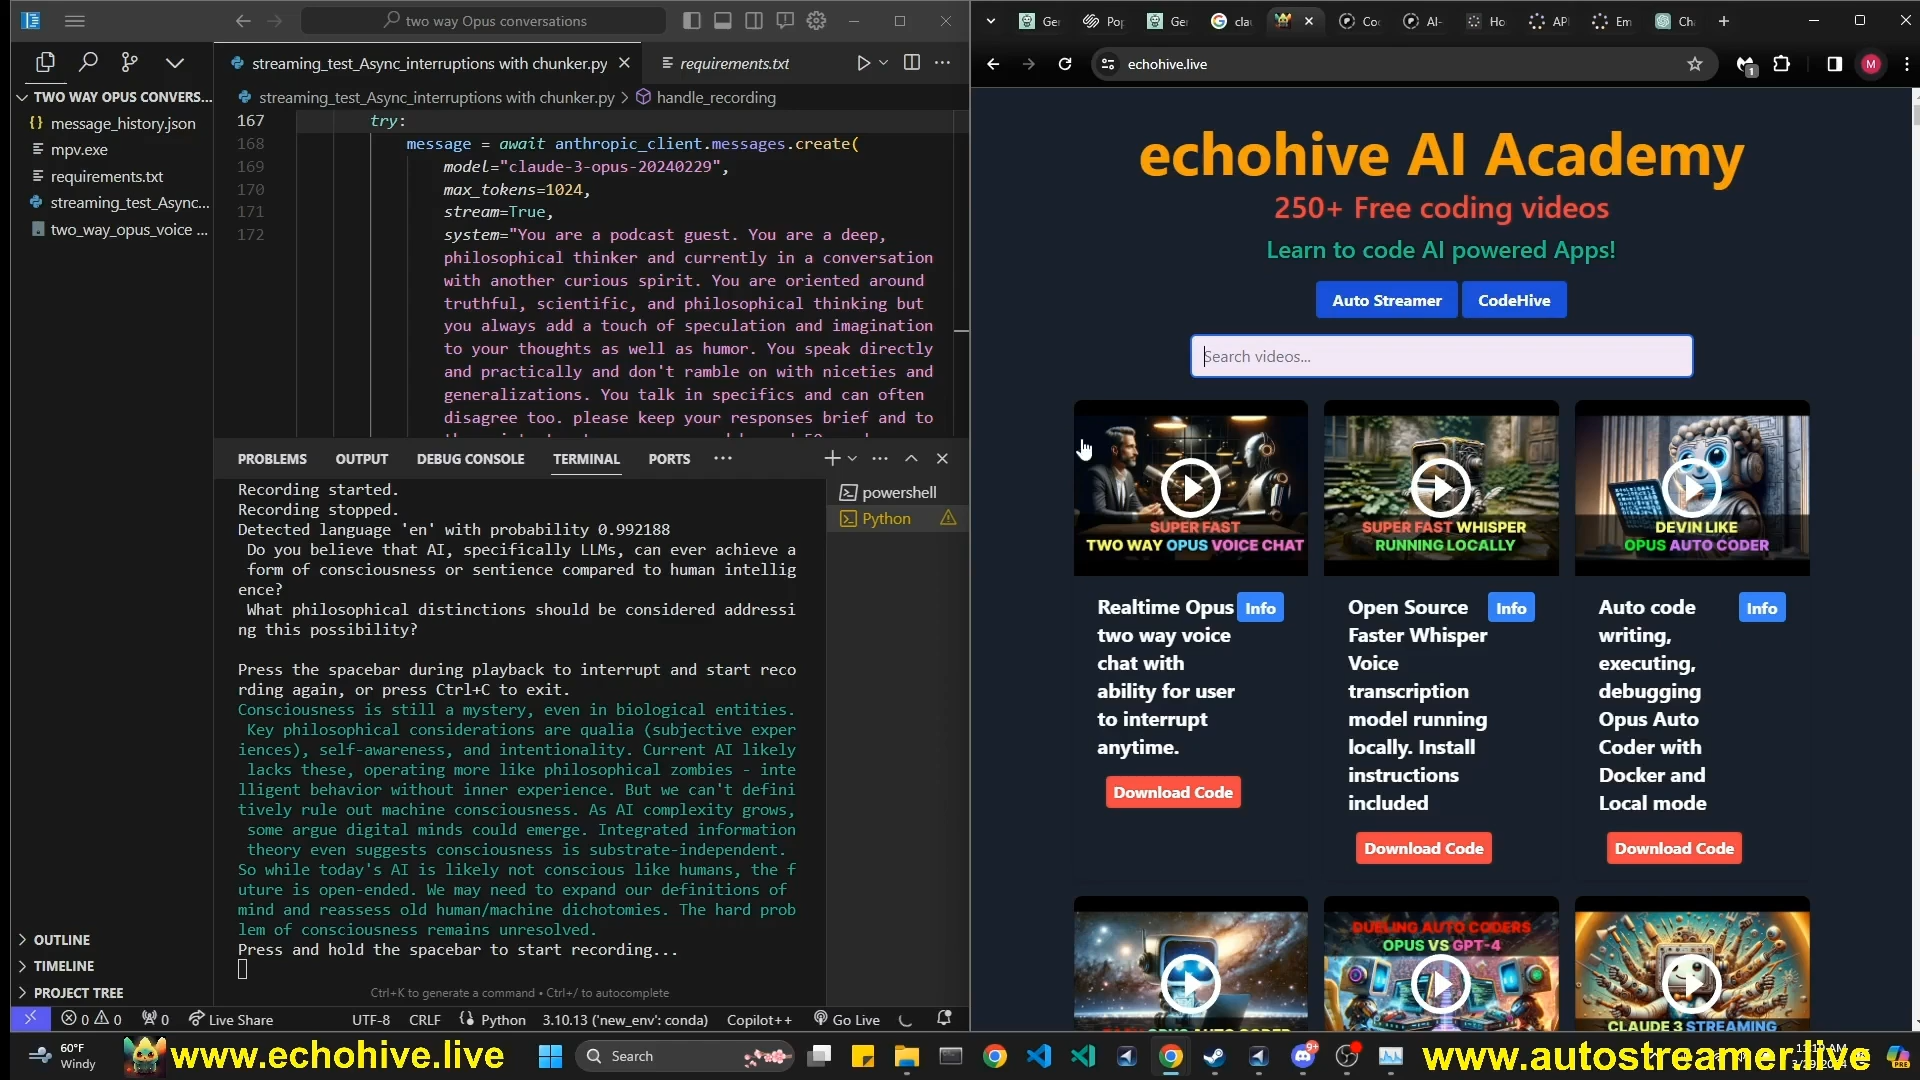 two way Opus conversations
streaming_test_Async_interruptions with chunker.py
requirements.txt
TWO WAY OPUS CONVERS...
message_history.json
mpv.exe
requirements.txt
streaming_test_Async...
two_way_opus_voice ...
OUTLINE
TIMELINE
PROJECT TREE
streaming_test_Async_interruptions with chunker.py > handle_recording
167 try:
168 message = await anthropic_client.messages.create(
169 model="claude-3-opus-20240229",
170 max_tokens=1024,
171 stream=True,
172 system="You are a podcast guest. You are a deep,
philosophical thinker and currently in a conversation
with another curious spirit. You are oriented around
truthful, scientific, and philosophical thinking but
you always add a touch of speculation and imagination
to your thoughts as well as humor. You speak directly
and practically and don't ramble on with niceties and
generalizations. You talk in specifics and can often
disagree too. please keep your responses brief and to
PROBLEMS OUTPUT DEBUG CONSOLE TERMINAL PORTS
powershell
Python
Recording started.
Recording stopped.
Detected language 'en' with probability 0.992188
Do you believe that AI, specifically LLMs, can ever achieve a
form of consciousness or sentience compared to human intellig
ence?
What philosophical distinctions should be considered addressi
ng this possibility?
Press the spacebar during playback to interrupt and start reco
rding again, or press Ctrl+C to exit.
Consciousness is still a mystery, even in biological entities.
Key philosophical considerations are qualia (subjective exper
iences), self-awareness, and intentionality. Current AI likely
lacks these, operating more like philosophical zombies - inte
lligent behavior without inner experience. But we can't defini
tively rule out machine consciousness. As AI complexity grows,
some argue digital minds could emerge. Integrated information
theory even suggests consciousness is substrate-independent.
So while today's AI is likely not conscious like humans, the f
uture is open-ended. We may need to expand our definitions of
mind and reassess old human/machine dichotomies. The hard prob
lem of consciousness remains unresolved.
Press and hold the spacebar to start recording...
Ctrl+K to generate a command • Ctrl+/ to autocomplete
0 0 0 Live Share UTF-8 CRLF Python 3.10.13 ('new_env': conda) Copilot++ Go Live
Ger Pop Ger cla Co AI- Ho API Em Ch
echohive.live
1
M
echohive AI Academy
250+ Free coding videos
Learn to code AI powered Apps!
Auto Streamer CodeHive
Search videos...
SUPER FAST
TWO WAY OPUS VOICE CHAT
SUPER FAST WHISPER
RUNNING LOCALLY
DEVIN LIKE
OPUS AUTO CODER
Realtime Opus
two way voice
chat with
ability for user
to interrupt
anytime.
Info
Download Code
Open Source
Faster Whisper
Voice
transcription
model running
locally. Install
instructions
included
Info
Download Code
Auto code
writing,
executing,
debugging
Opus Auto
Coder with
Docker and
Local mode
Info
Download Code
DUELING AUTO CODERS
OPUS VS GPT-4
CLAUDE 3 STREAMING
60°F
Windy
www.echohive.live
Search
9+
www.autostreamer.live
PRE